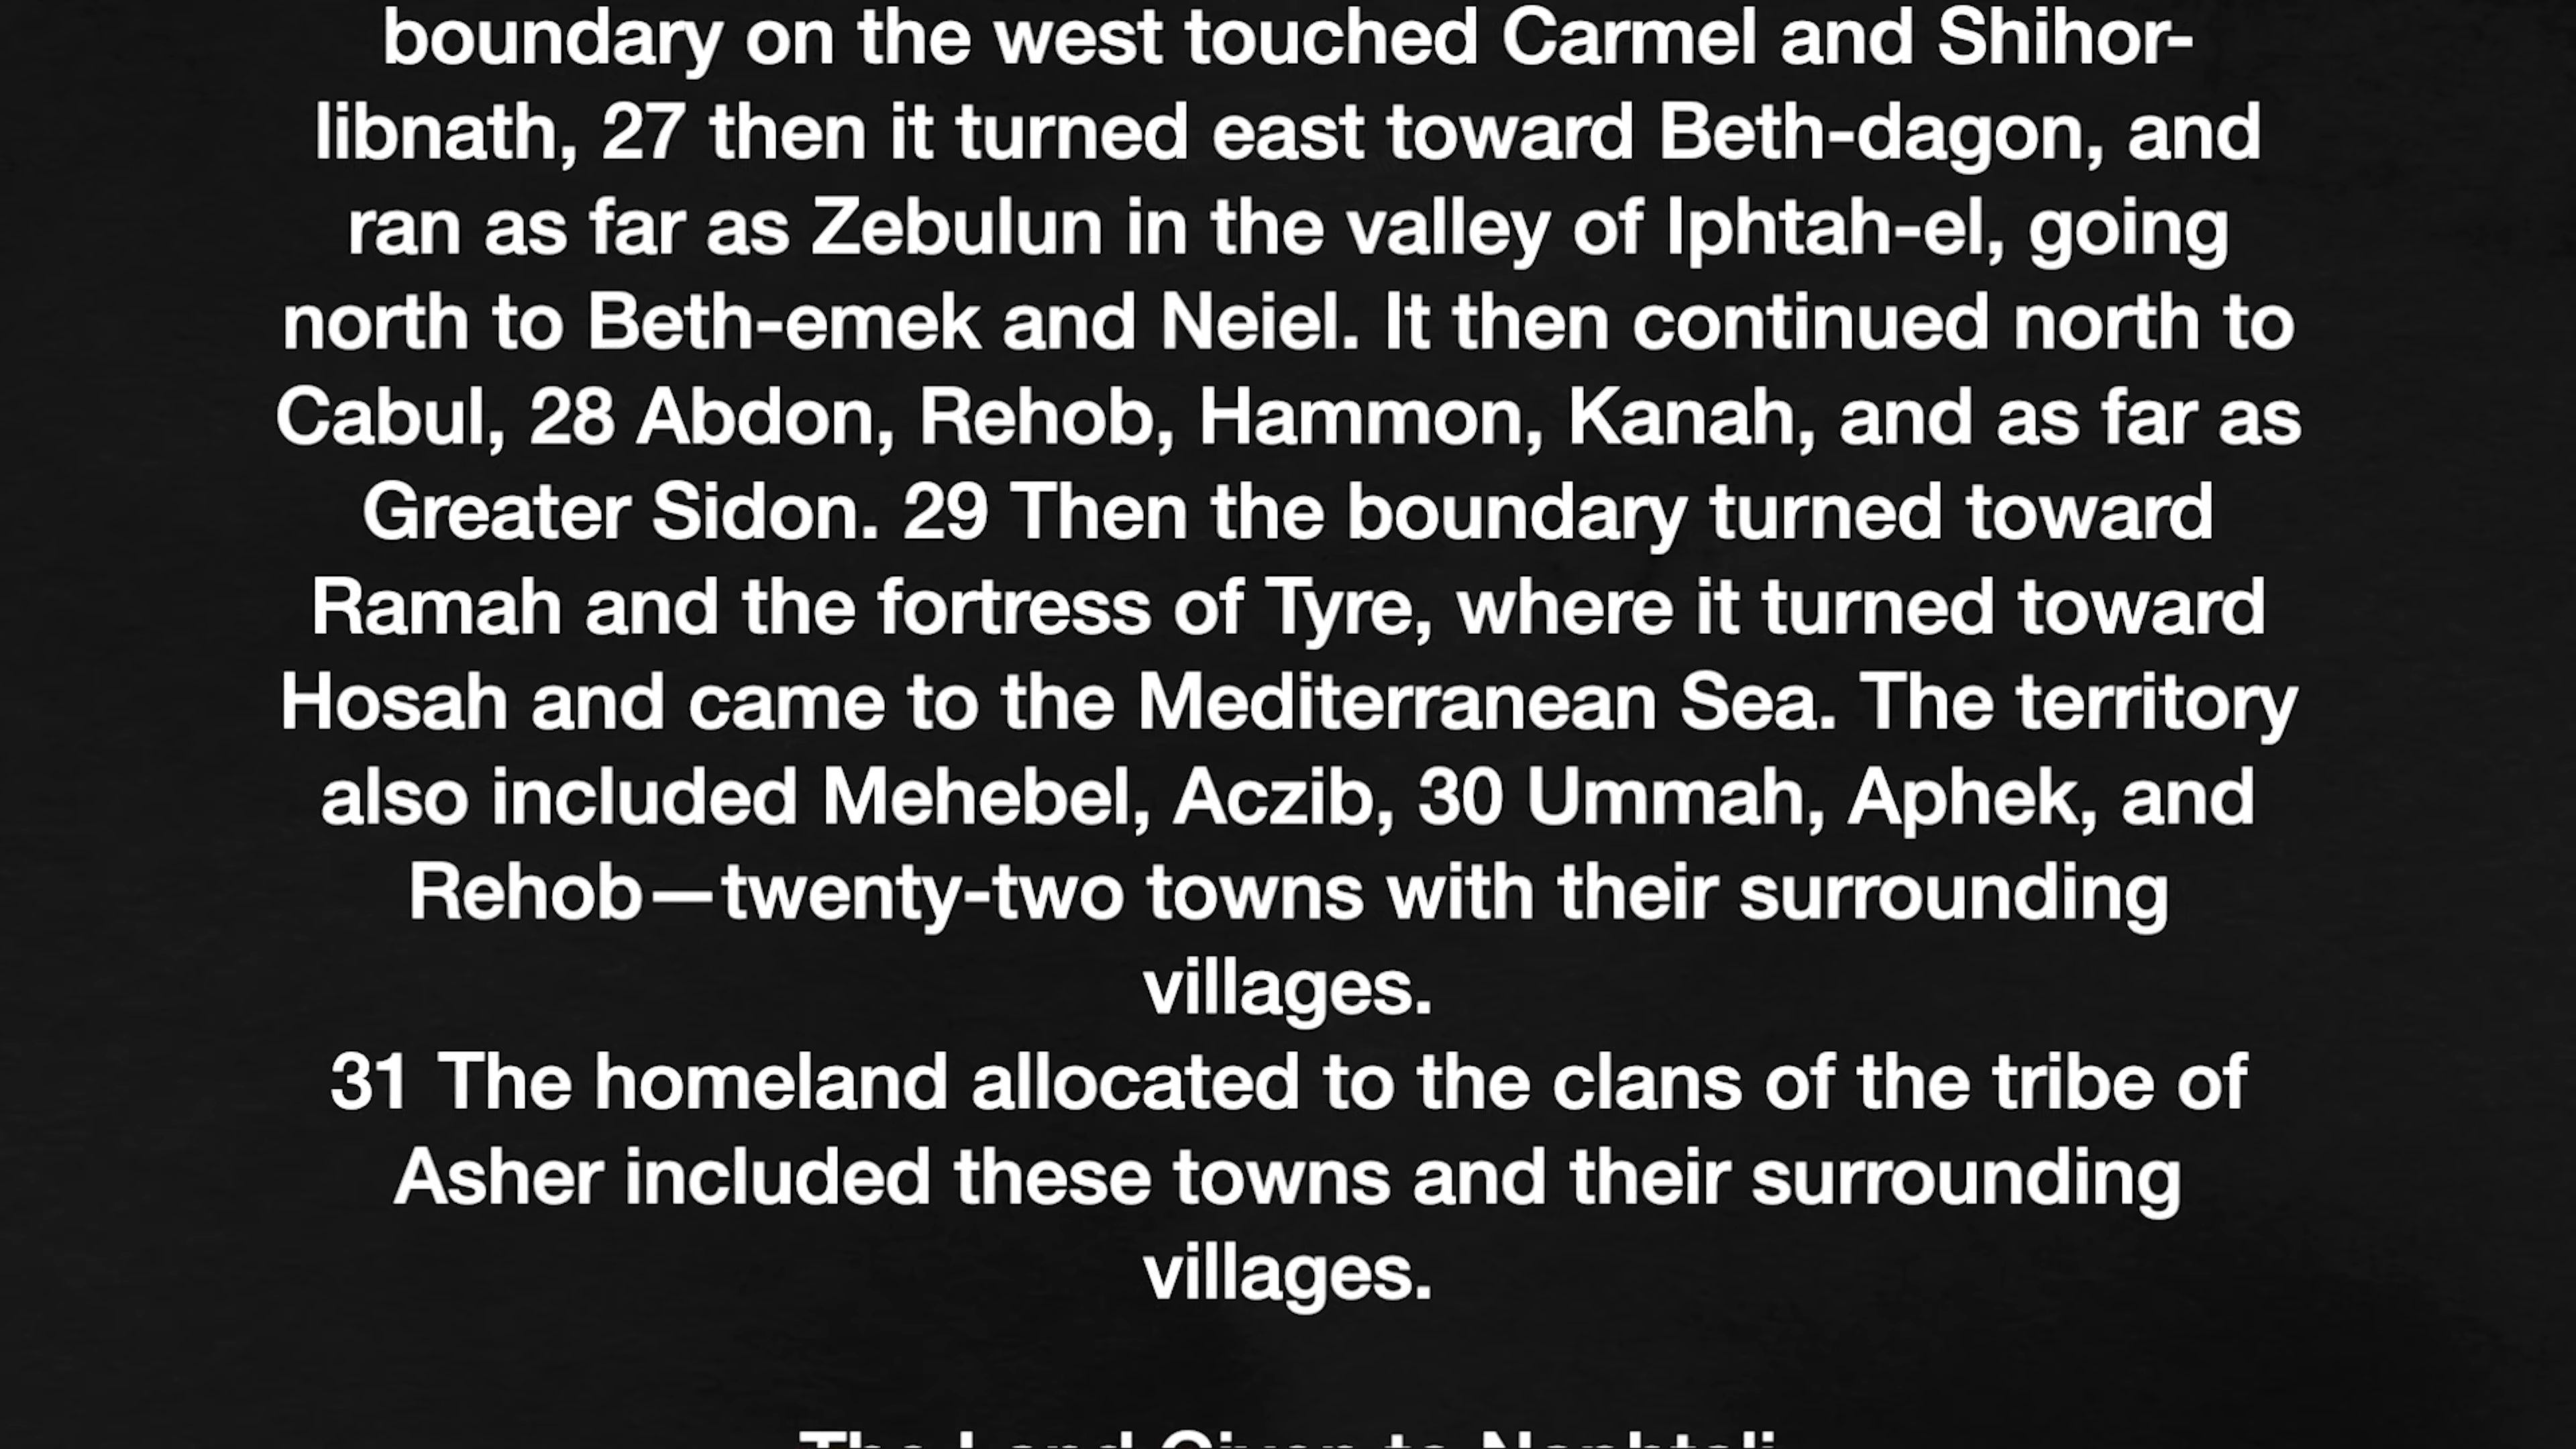 boundary on the west touched Carmel and Shihor-
libnath, 27 then it turned east toward Beth-dagon, and
ran as far as Zebulun in the valley of Iphtah-el, going
north to Beth-emek and Neiel. It then continued north to
Cabul, 28 Abdon, Rehob, Hammon, Kanah, and as far as
Greater Sidon. 29 Then the boundary turned toward
Ramah and the fortress of Tyre, where it turned toward
Hosah and came to the Mediterranean Sea. The territory
also included Mehebel, Aczib, 30 Ummah, Aphek, and
Rehob—twenty-two towns with their surrounding
villages.
31 The homeland allocated to the clans of the tribe of
Asher included these towns and their surrounding
villages.
The Land Given to Naphtali